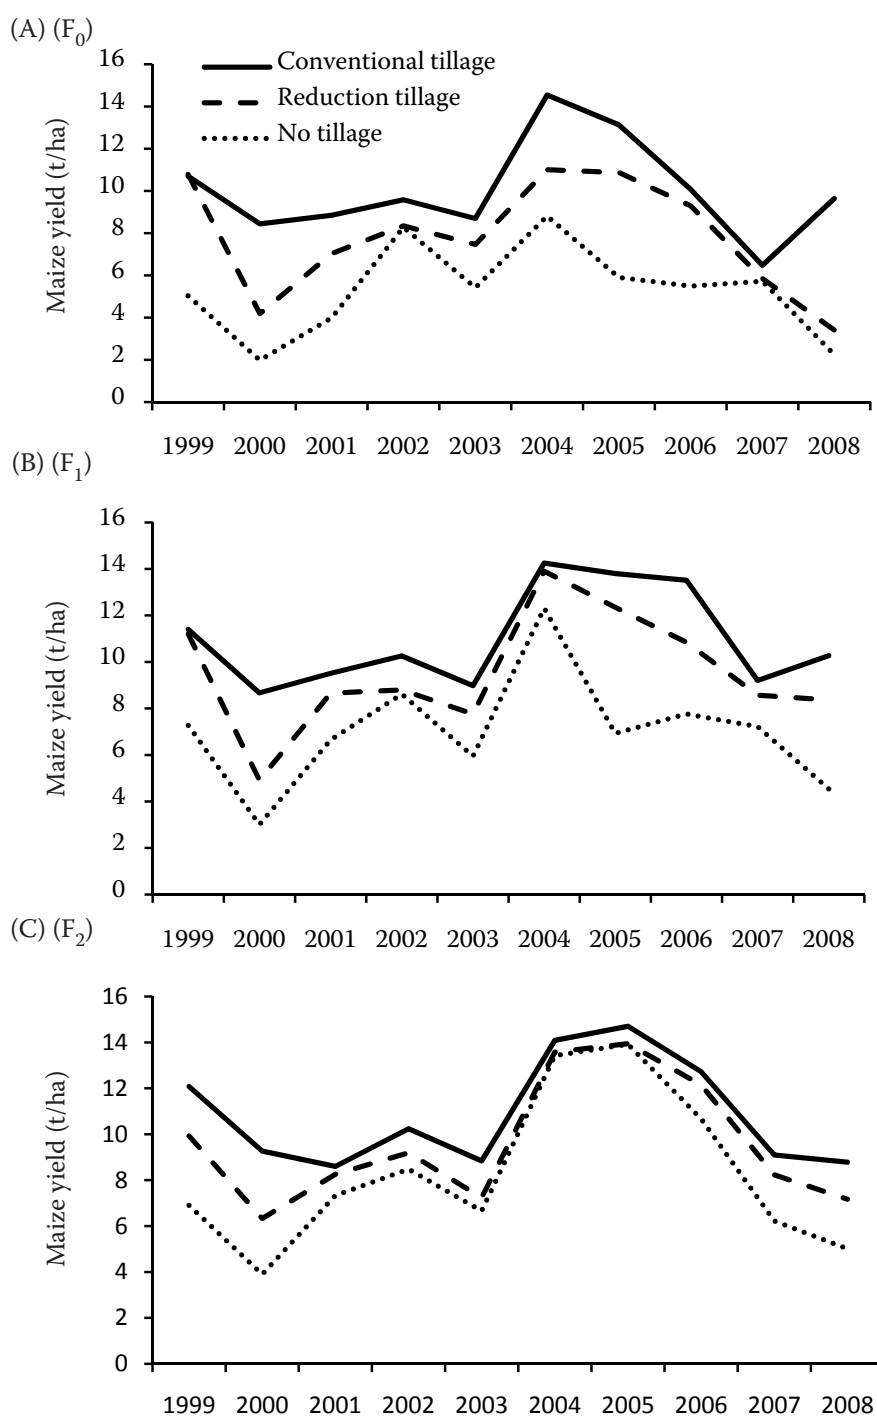 (A) (F0)
16
14
12
10
8
6
4
2
0
Maize yield (t/ha)
Conventional tillage
Reduction tillage
No tillage
1999 2000 2001 2002 2003 2004 2005 2006 2007 2008
(B) (F1)
16
14
12
10
8
6
4
2
0
Maize yield (t/ha)
1999 2000 2001 2002 2003 2004 2005 2006 2007 2008
(C) (F2)
16
14
12
10
8
6
4
2
0
Maize yield (t/ha)
1999 2000 2001 2002 2003 2004 2005 2006 2007 2008